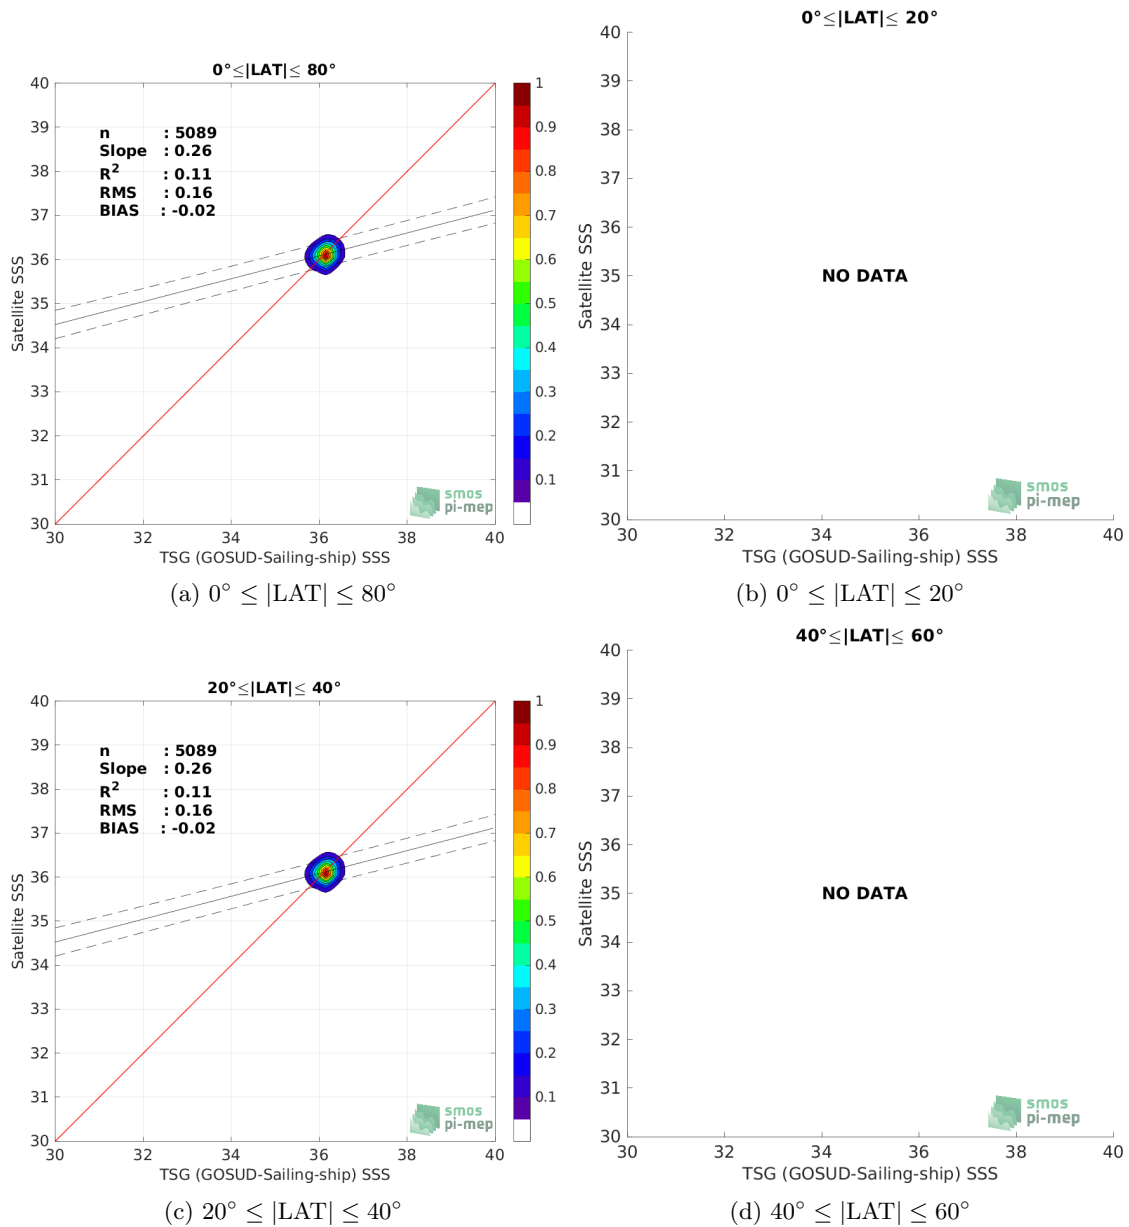 0°≤|LAT|≤ 80°
n : 5089
Slope : 0.26
R² : 0.11
RMS : 0.16
BIAS : -0.02
40
39
38
37
36
35
34
33
32
31
30
Satellite SSS
30 32 34 36 38 40
TSG (GOSUD-Sailing-ship) SSS
1
0.9
0.8
0.7
0.6
0.5
0.4
0.3
0.2
0.1
smos
pi-mep
(a) 0° ≤ |LAT| ≤ 80°
0°≤|LAT|≤ 20°
40
39
38
37
36
35
34
33
32
31
30
Satellite SSS
NO DATA
smos
pi-mep
30 32 34 36 38 40
TSG (GOSUD-Sailing-ship) SSS
(b) 0° ≤ |LAT| ≤ 20°
20°≤|LAT|≤ 40°
n : 5089
Slope : 0.26
R² : 0.11
RMS : 0.16
BIAS : -0.02
40
39
38
37
36
35
34
33
32
31
30
Satellite SSS
30 32 34 36 38 40
TSG (GOSUD-Sailing-ship) SSS
1
0.9
0.8
0.7
0.6
0.5
0.4
0.3
0.2
0.1
smos
pi-mep
(c) 20° ≤ |LAT| ≤ 40°
40°≤|LAT|≤ 60°
40
39
38
37
36
35
34
33
32
31
30
Satellite SSS
NO DATA
smos
pi-mep
30 32 34 36 38 40
TSG (GOSUD-Sailing-ship) SSS
(d) 40° ≤ |LAT| ≤ 60°